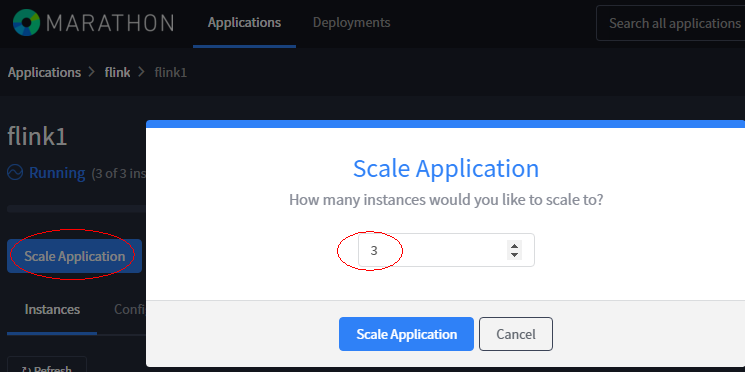 MARATHON Applications Deployments Search all applications
Applications > flink > flink1
flink1
Running (3 of 3 ins
Scale Application
How many instances would you like to scale to?
3
Scale Application
Instances Confi
Scale Application Cancel
Refresh